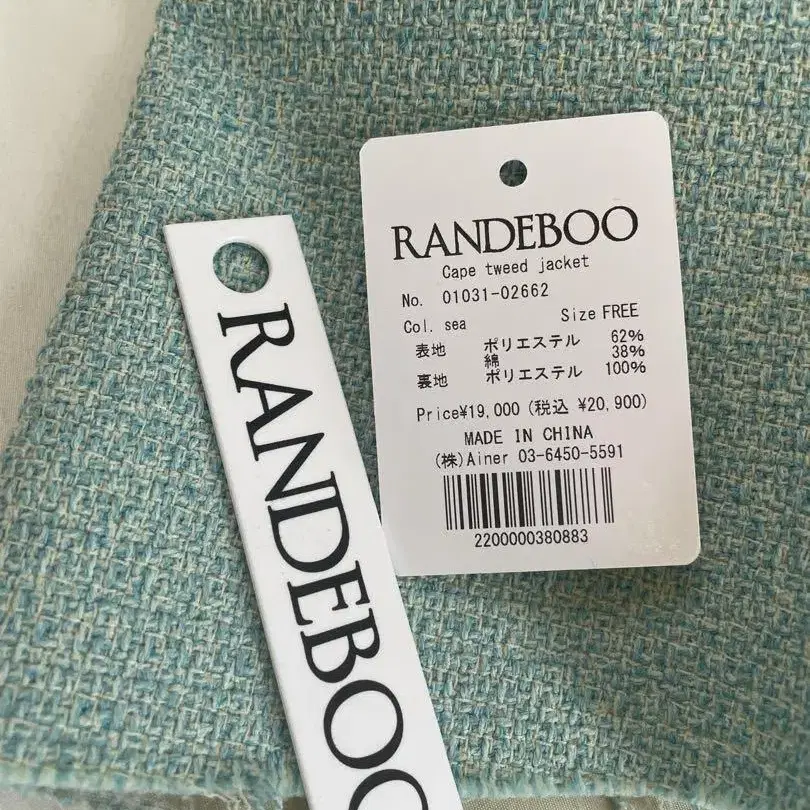 RANDEBOO
Cape tweed jacket
No. 01031-02662
Col. sea Size FREE
表地 ポリエステル 62%
綿 38%
裏地 ポリエステル 100%
Price¥19,000 (税込 ¥20,900)
MADE IN CHINA
(株)Ainer 03-6450-5591
2200000380883
RANDEBOO